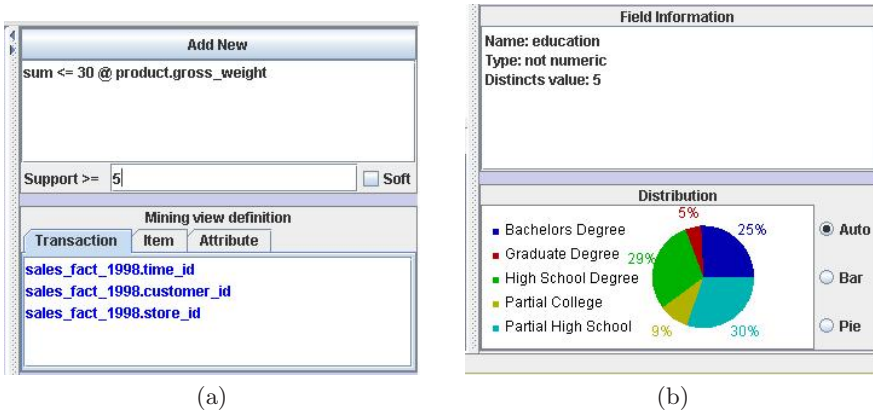 Add New
sum <= 30 @ product.gross_weight
Support >= 5 Soft
Mining view definition
Transaction Item Attribute
sales_fact_1998.time_id
sales_fact_1998.customer_id
sales_fact_1998.store_id
(a)
Field Information
Name: education
Type: not numeric
Distincts value: 5
Distribution
Bachelors Degree
Graduate Degree
High School Degree
Partial College
Partial High School
5%
25%
29%
9%
30%
Auto
Bar
Pie
(b)